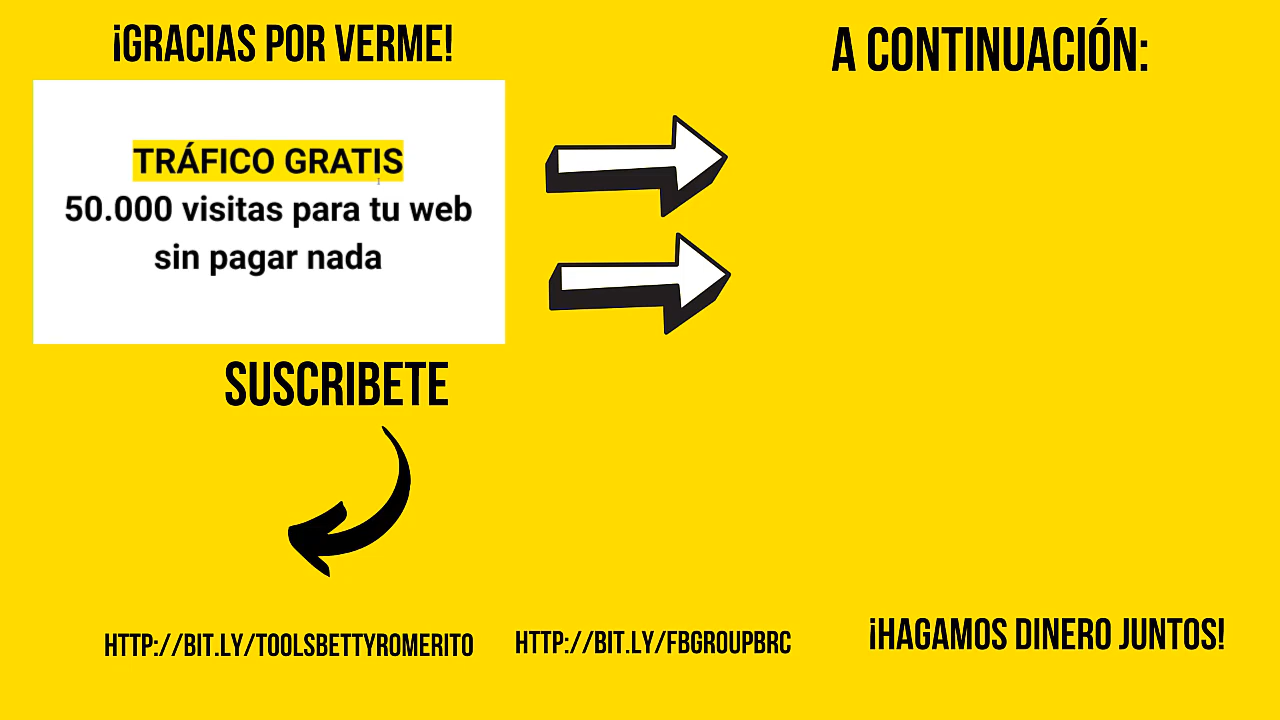 ¡GRACIAS POR VERME!
A CONTINUACIÓN:
TRÁFICO GRATIS
50.000 visitas para tu web
sin pagar nada
SUSCRIBETE
HTTP://BIT.LY/TOOLSBETTYROMERITO
HTTP://BIT.LY/FBGROUPBRC
¡HAGAMOS DINERO JUNTOS!